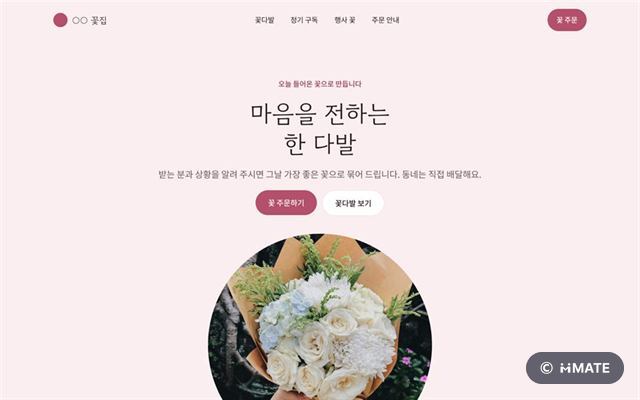 ○○ 꽃집
꽃다발 정기 구독 행사 꽃 주문 안내
꽃 주문
오늘 들어온 꽃으로 만듭니다
마음을 전하는
한 다발
받는 분과 상황을 알려 주시면 그날 가장 좋은 꽃으로 묶어 드립니다. 동네는 직접 배달해요.
꽃 주문하기
꽃다발 보기
© MMATE